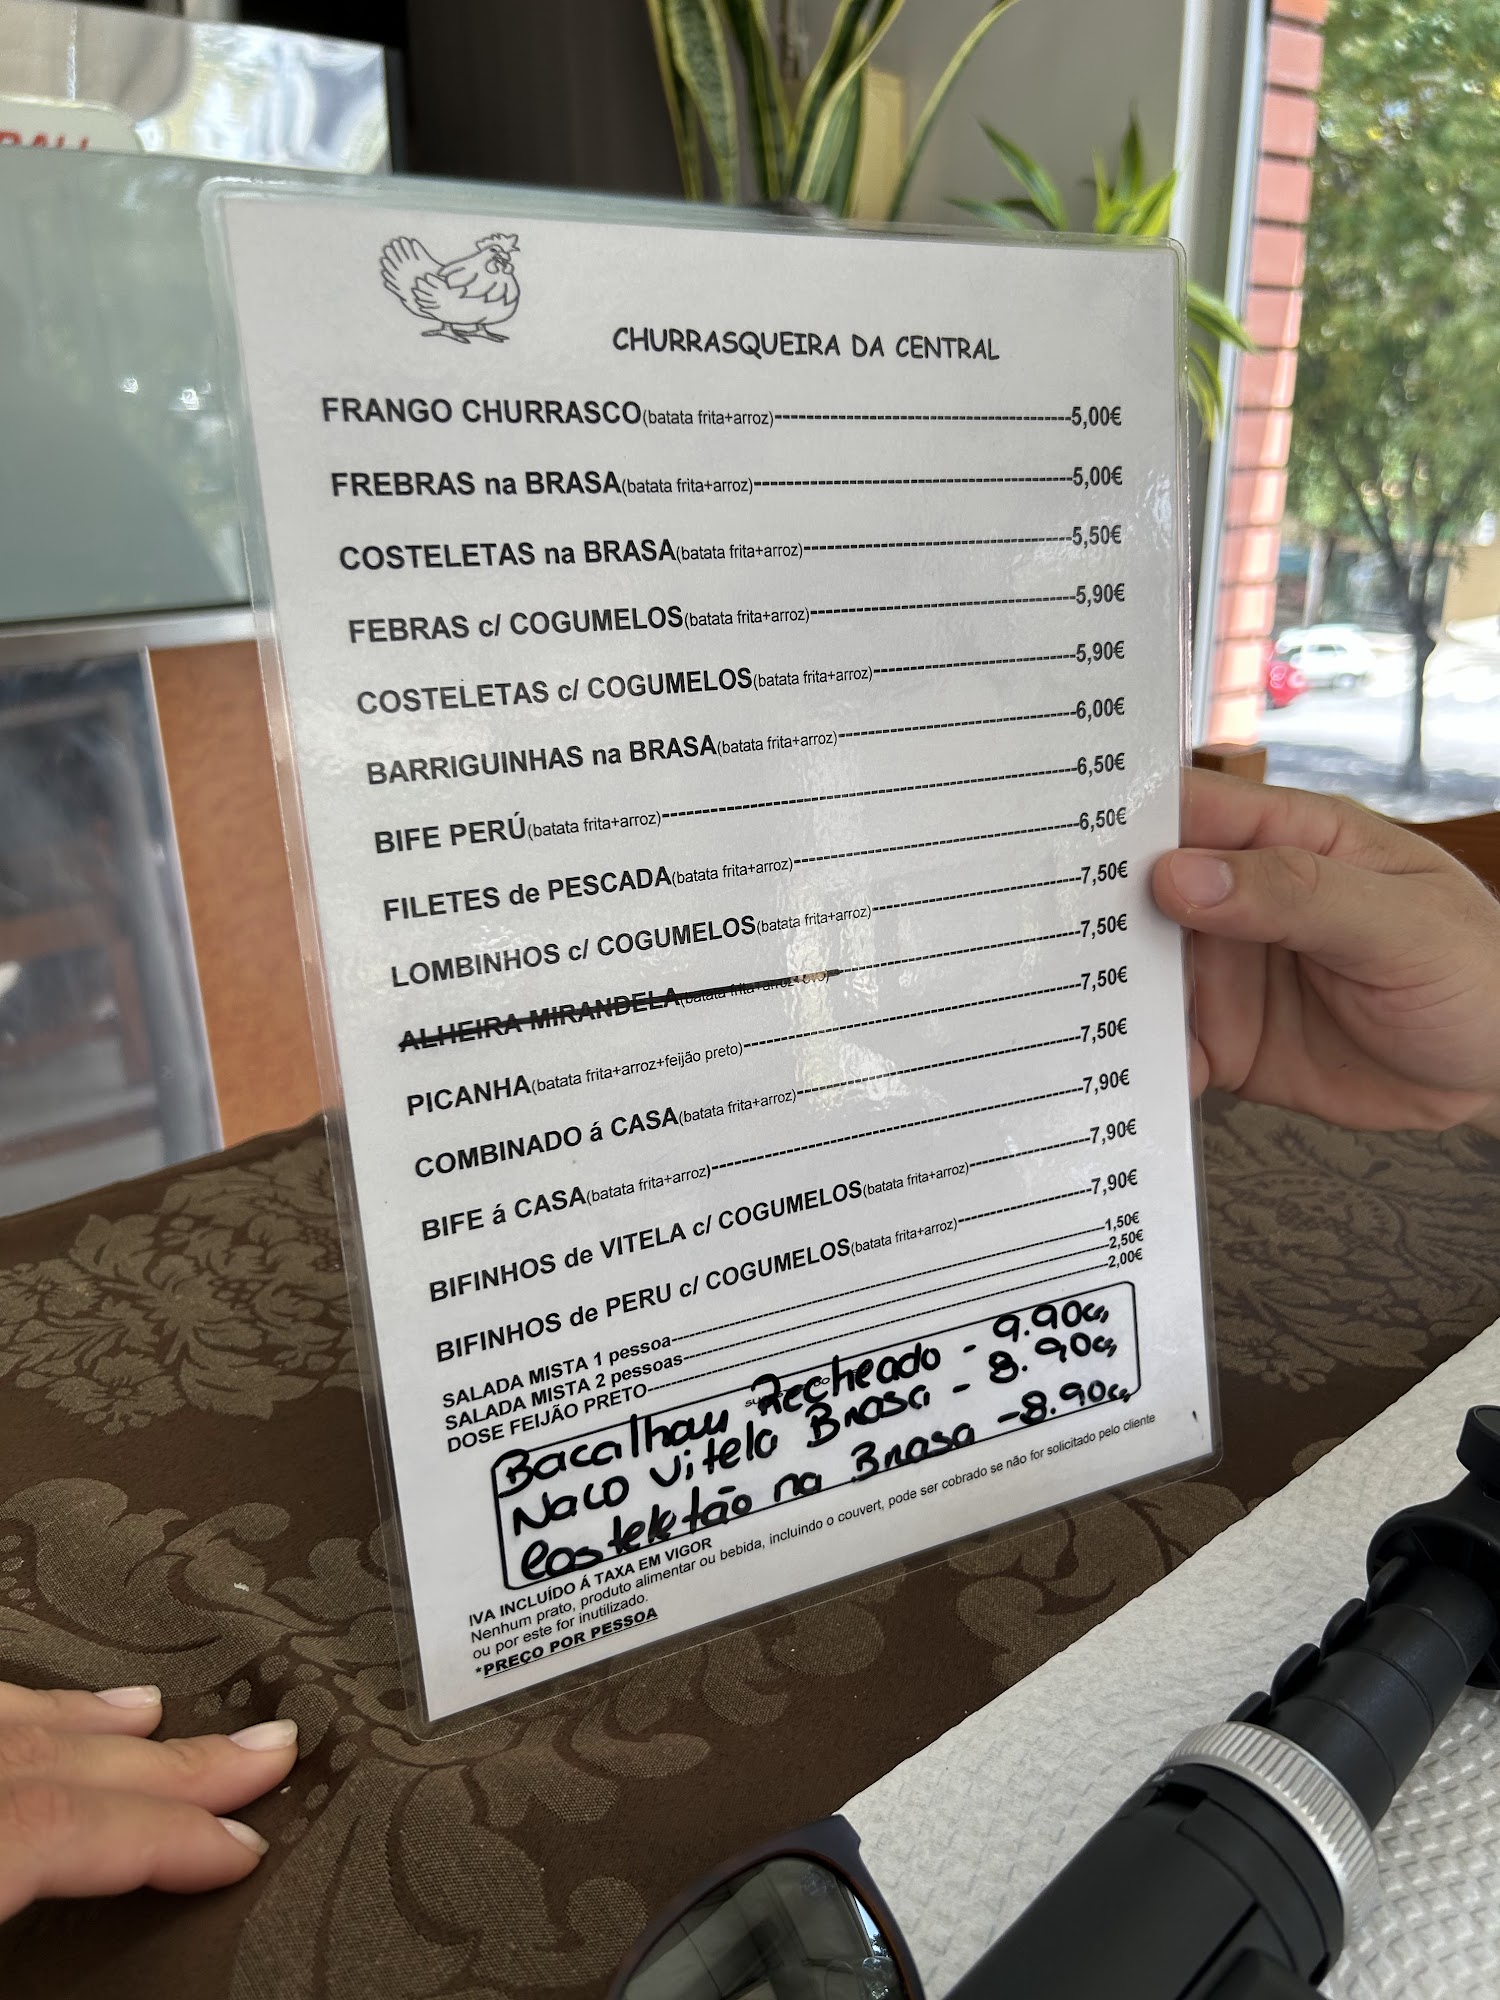 CHURRASQUEIRA DA CENTRAL
FRANGO CHURRASCO(batata frita+arroz)-----5,00€
FREBRAS na BRASA(batata frita+arroz)-----5,00€
COSTELETAS na BRASA(batata frita+arroz)-----5,50€
FEBRAS c/ COGUMELOS(batata frita+arroz)-----5,90€
COSTELETAS c/ COGUMELOS(batata frita+arroz)-----5,90€
BARRIGUINHAS na BRASA(batata frita+arroz)-----6,00€
BIFE PERÚ(batata frita+arroz)-----6,50€
FILETES de PESCADA(batata frita+arroz)-----6,50€
LOMBINHOS c/ COGUMELOS(batata frita+arroz)-----7,50€
ALHEIRA MIRANDELA(batata frita+arroz+ovo)-----7,50€
PICANHA(batata frita+arroz+feijão preto)-----7,50€
COMBINADO á CASA(batata frita+arroz)-----7,50€
BIFE á CASA(batata frita+arroz)-----7,90€
BIFINHOS de VITELA c/ COGUMELOS(batata frita+arroz)-----7,90€
BIFINHOS de PERU c/ COGUMELOS(batata frita+arroz)-----7,90€
SALADA MISTA 1 pessoa-----1,50€
SALADA MISTA 2 pessoas-----2,50€
DOSE FEIJÃO PRETO-----2,00€
Bacalhau Recheado - 9.90
Naco Vitela Brasa - 8.90
Costeletão na Brasa - 8.90
IVA INCLUÍDO Á TAXA EM VIGOR
Nenhum prato, produto alimentar ou bebida, incluindo o couvert, pode ser cobrado se não for solicitado pelo cliente
ou por este for inutilizado.
*PREÇO POR PESSOA